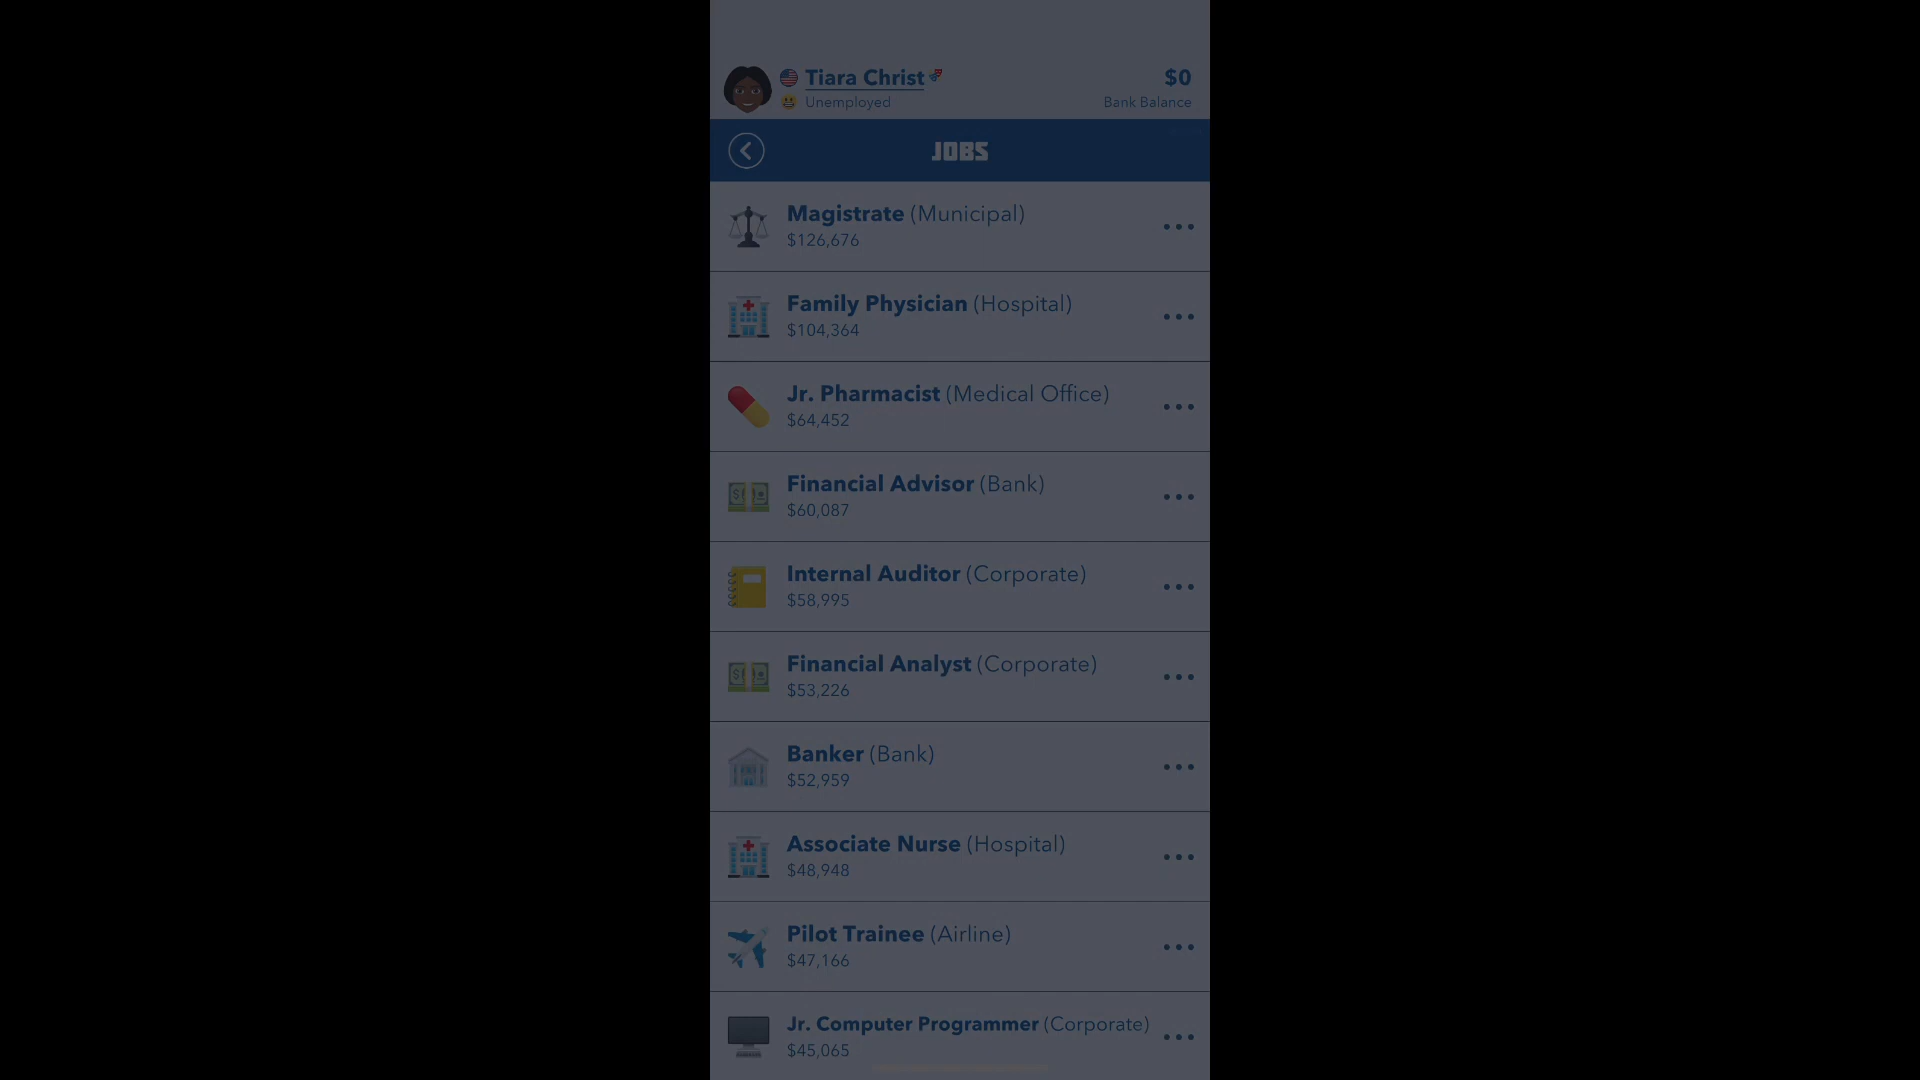 Tiara Christ
$0
Unemployed
Bank Balance
JOBS
Magistrate (Municipal)
$126,676
Family Physician (Hospital)
$104,364
Jr. Pharmacist (Medical Office)
$64,452
Financial Advisor (Bank)
$60,087
Internal Auditor (Corporate)
$58,995
Financial Analyst (Corporate)
$53,226
Banker (Bank)
$52,959
Associate Nurse (Hospital)
$48,948
Pilot Trainee (Airline)
$47,166
Jr. Computer Programmer (Corporate)
$45,065